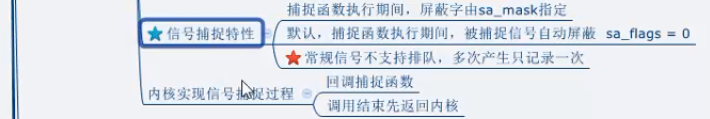 捕捉函数执行期间，屏蔽字由sa_mask指定
信号捕捉特性
默认，捕捉函数执行期间，被捕捉信号自动屏蔽 sa_flags = 0
常规信号不支持排队，多次产生只记录一次
内核实现信号捕捉过程
回调捕捉函数
调用结束先返回内核